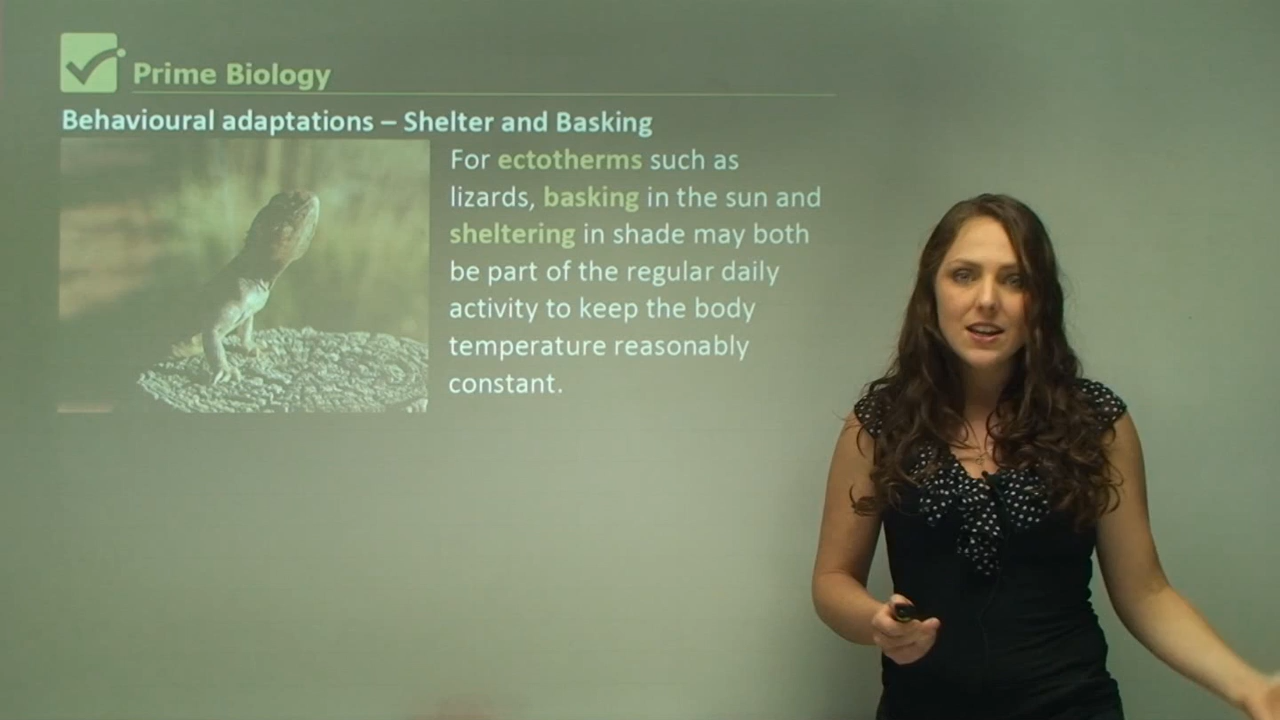 Prime Biology
Behavioural adaptations – Shelter and Basking
For ectotherms such as
lizards, basking in the sun and
sheltering in shade may both
be part of the regular daily
activity to keep the body
temperature reasonably
constant.